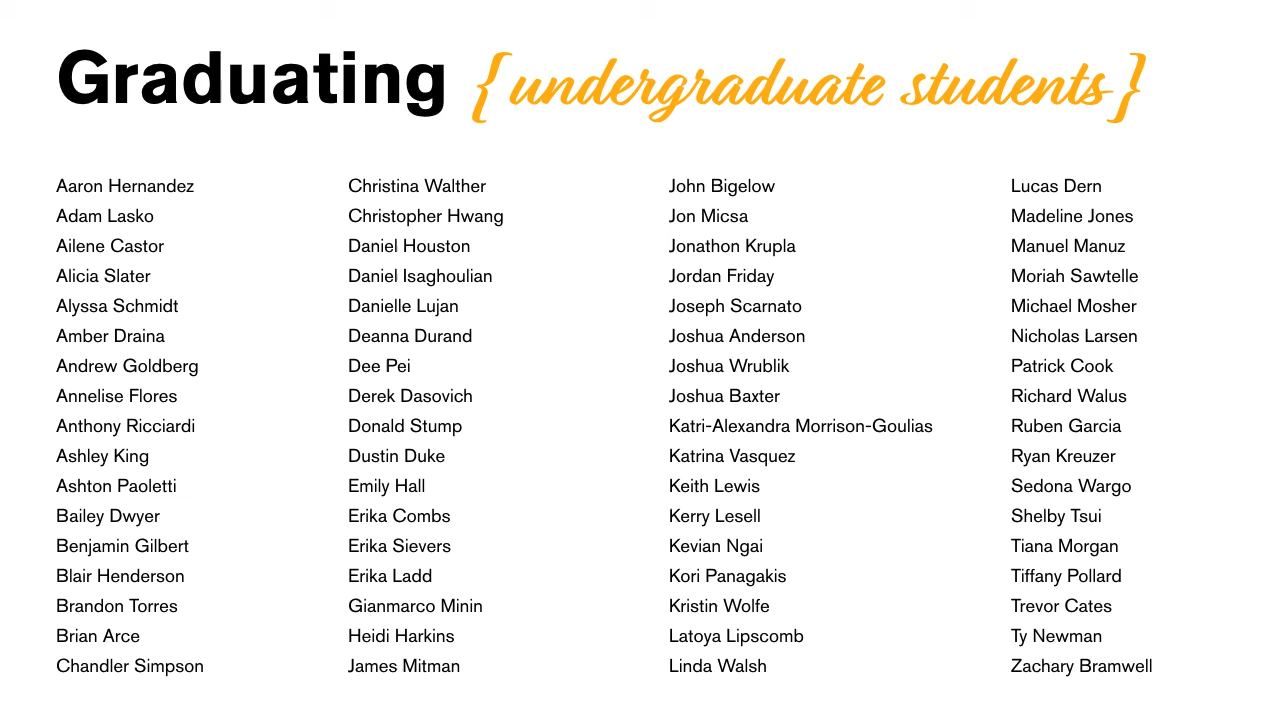 Graduating {undergraduate students}
Aaron Hernandez
Adam Lasko
Ailene Castor
Alicia Slater
Alyssa Schmidt
Amber Draina
Andrew Goldberg
Annelise Flores
Anthony Ricciardi
Ashley King
Ashton Paoletti
Bailey Dwyer
Benjamin Gilbert
Blair Henderson
Brandon Torres
Brian Arce
Chandler Simpson
Christina Walther
Christopher Hwang
Daniel Houston
Daniel Isaghoulian
Danielle Lujan
Deanna Durand
Dee Pei
Derek Dasovich
Donald Stump
Dustin Duke
Emily Hall
Erika Combs
Erika Sievers
Erika Ladd
Gianmarco Minin
Heidi Harkins
James Mitman
John Bigelow
Jon Micsa
Jonathon Krupla
Jordan Friday
Joseph Scarnato
Joshua Anderson
Joshua Wrublik
Joshua Baxter
Katri-Alexandra Morrison-Goulias
Katrina Vasquez
Keith Lewis
Kerry Lesell
Kevian Ngai
Kori Panagakis
Kristin Wolfe
Latoya Lipscomb
Linda Walsh
Lucas Dern
Madeline Jones
Manuel Manuz
Moriah Sawtelle
Michael Mosher
Nicholas Larsen
Patrick Cook
Richard Walus
Ruben Garcia
Ryan Kreuzer
Sedona Wargo
Shelby Tsui
Tiana Morgan
Tiffany Pollard
Trevor Cates
Ty Newman
Zachary Bramwell